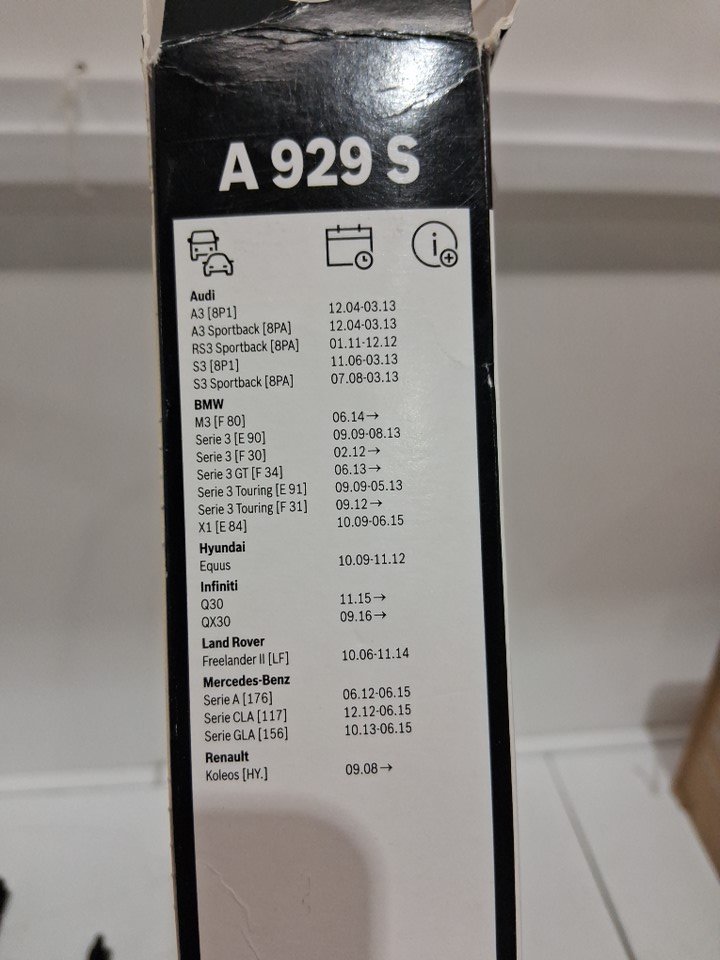 A 929 S
Audi
A3 [8P1] 12.04-03.13
A3 Sportback [8PA] 12.04-03.13
RS3 Sportback [8PA] 01.11-12.12
S3 [8P1] 11.06-03.13
S3 Sportback [8PA] 07.08-03.13
BMW
M3 [F 80] 06.14→
Serie 3 [E 90] 09.09-08.13
Serie 3 [F 30] 02.12→
Serie 3 GT [F 34] 06.13→
Serie 3 Touring [E 91] 09.09-05.13
Serie 3 Touring [F 31] 09.12→
X1 [E 84] 10.09-06.15
Hyundai
Equus 10.09-11.12
Infiniti
Q30 11.15→
QX30 09.16→
Land Rover
Freelander II [LF] 10.06-11.14
Mercedes-Benz
Serie A [176] 06.12-06.15
Serie CLA [117] 12.12-06.15
Serie GLA [156] 10.13-06.15
Renault
Koleos [HY.] 09.08→